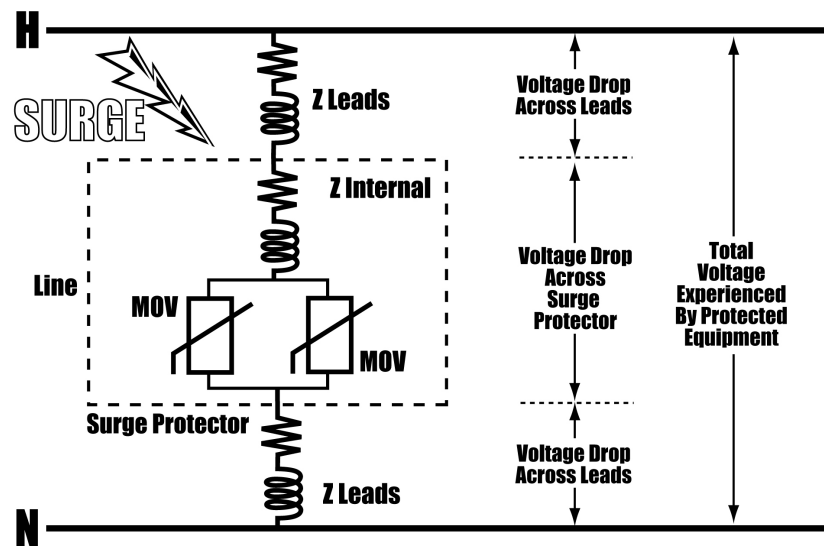 H
SURGE
Z Leads
Voltage Drop
Across Leads
Z Internal
Line
MOV
MOV
Voltage Drop
Across
Surge
Protector
Total
Voltage
Experienced
By Protected
Equipment
Surge Protector
Z Leads
Voltage Drop
Across Leads
N